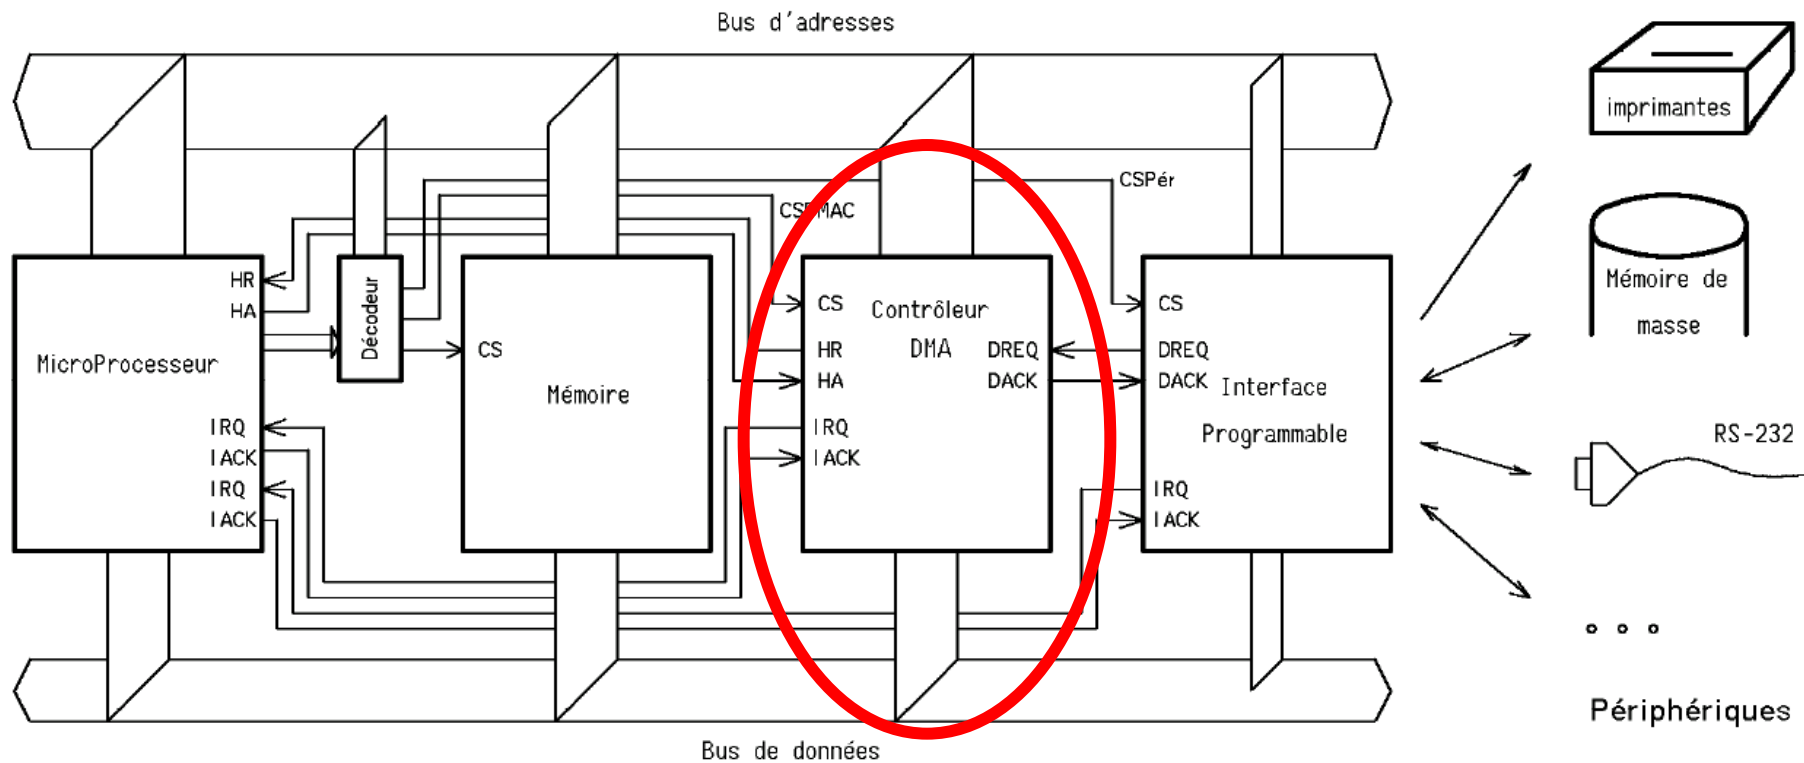 Bus d'adresses
imprimantes
CSPér
CSDMAC
Mémoire de
masse
HR
HA
MicroProcesseur
IRQ
IACK
IRQ
IACK
Décodeur
CS
Mémoire
CS
Contrôleur
DMA
HR
HA
DREQ
DACK
IRQ
IACK
CS
DREQ
DACK
Interface
Programmable
IRQ
IACK
RS-232
Périphériques
Bus de données